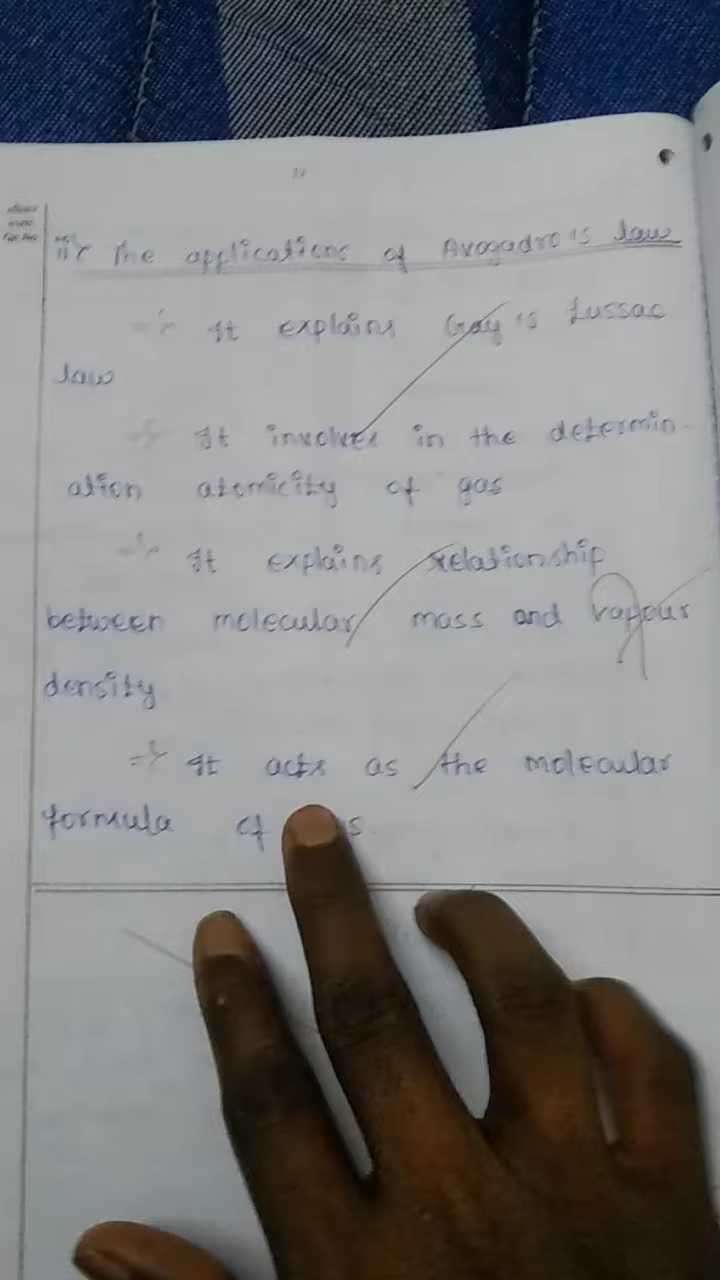 The applications of Avogadro's law
⇒ It explains Gay's Lussac
law
⇒ It involves in the determin-
ation atomicity of gas
⇒ It explains relationship
between molecular mass and vapour
density
⇒ It acts as the molecular
formula of